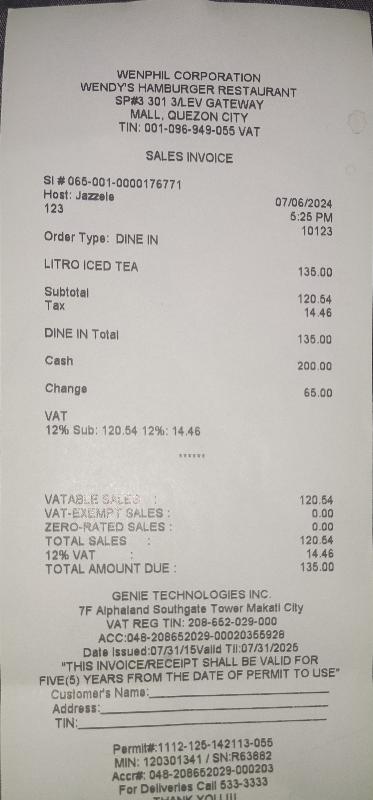 WENPHIL CORPORATION
WENDY'S HAMBURGER RESTAURANT
SP#3 301 3/LEV GATEWAY
MALL, QUEZON CITY
TIN: 001-096-949-055 VAT
SALES INVOICE
SI # 065-001-0000176771
Host: Jazzele 07/06/2024
123 5:25 PM
10123
Order Type: DINE IN
LITRO ICED TEA 135.00
Subtotal 120.54
Tax 14.46
DINE IN Total 135.00
Cash 200.00
Change 65.00
VAT
12% Sub: 120.54 12%: 14.46
******
VATABLE SALES : 120.54
VAT-EXEMPT SALES : 0.00
ZERO-RATED SALES : 0.00
TOTAL SALES : 120.54
12% VAT : 14.46
TOTAL AMOUNT DUE : 135.00
GENIE TECHNOLOGIES INC.
7F Alphaland Southgate Tower Makati City
VAT REG TIN: 208-652-029-000
ACC:048-208652029-00020355928
Date Issued:07/31/15Valid Til:07/31/2025
"THIS INVOICE/RECEIPT SHALL BE VALID FOR
FIVE(5) YEARS FROM THE DATE OF PERMIT TO USE"
Customer's Name:
Address:
TIN:
Permit#:1112-125-142113-055
MIN: 120301341 / SN:R63882
Accr#: 048-208652029-000203
For Deliveries Call 533-3333
THANK YOU !!!